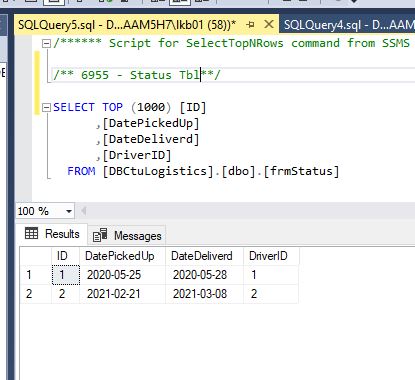 SQLQuery5.sql - DBC...AAM5H7\lkb01 (58))*
SQLQuery4.sql - (DBC
/****** Script for SelectTopNRows command from SSMS
/** 6955 - Status Tbl**/
SELECT TOP (1000) [ID]
,[DatePickedUp]
,[DateDeliverd]
,[DriverID]
FROM [DBCtuLogistics].[dbo].[frmStatus]
100 %
Results Messages
ID DatePickedUp DateDeliverd DriverID
1 1 2020-05-25 2020-05-28 1
2 2 2021-02-21 2021-03-08 2